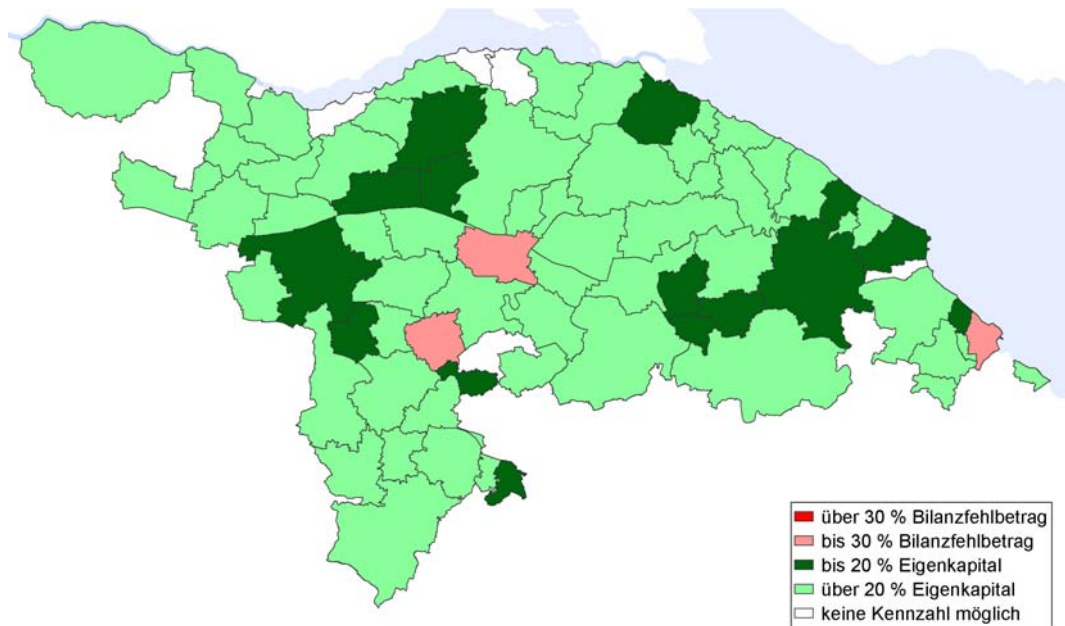 über 30 % Bilanzfehlbetrag
bis 30 % Bilanzfehlbetrag
bis 20 % Eigenkapital
über 20 % Eigenkapital
keine Kennzahl möglich